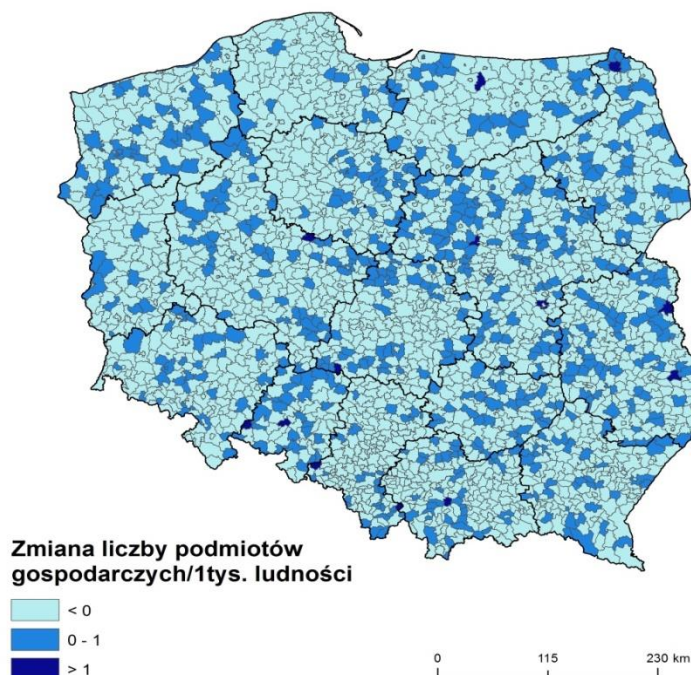 Zmiana liczby podmiotów
gospodarczych/1tys. ludności
< 0
0 - 1
> 1
0 115 230 km